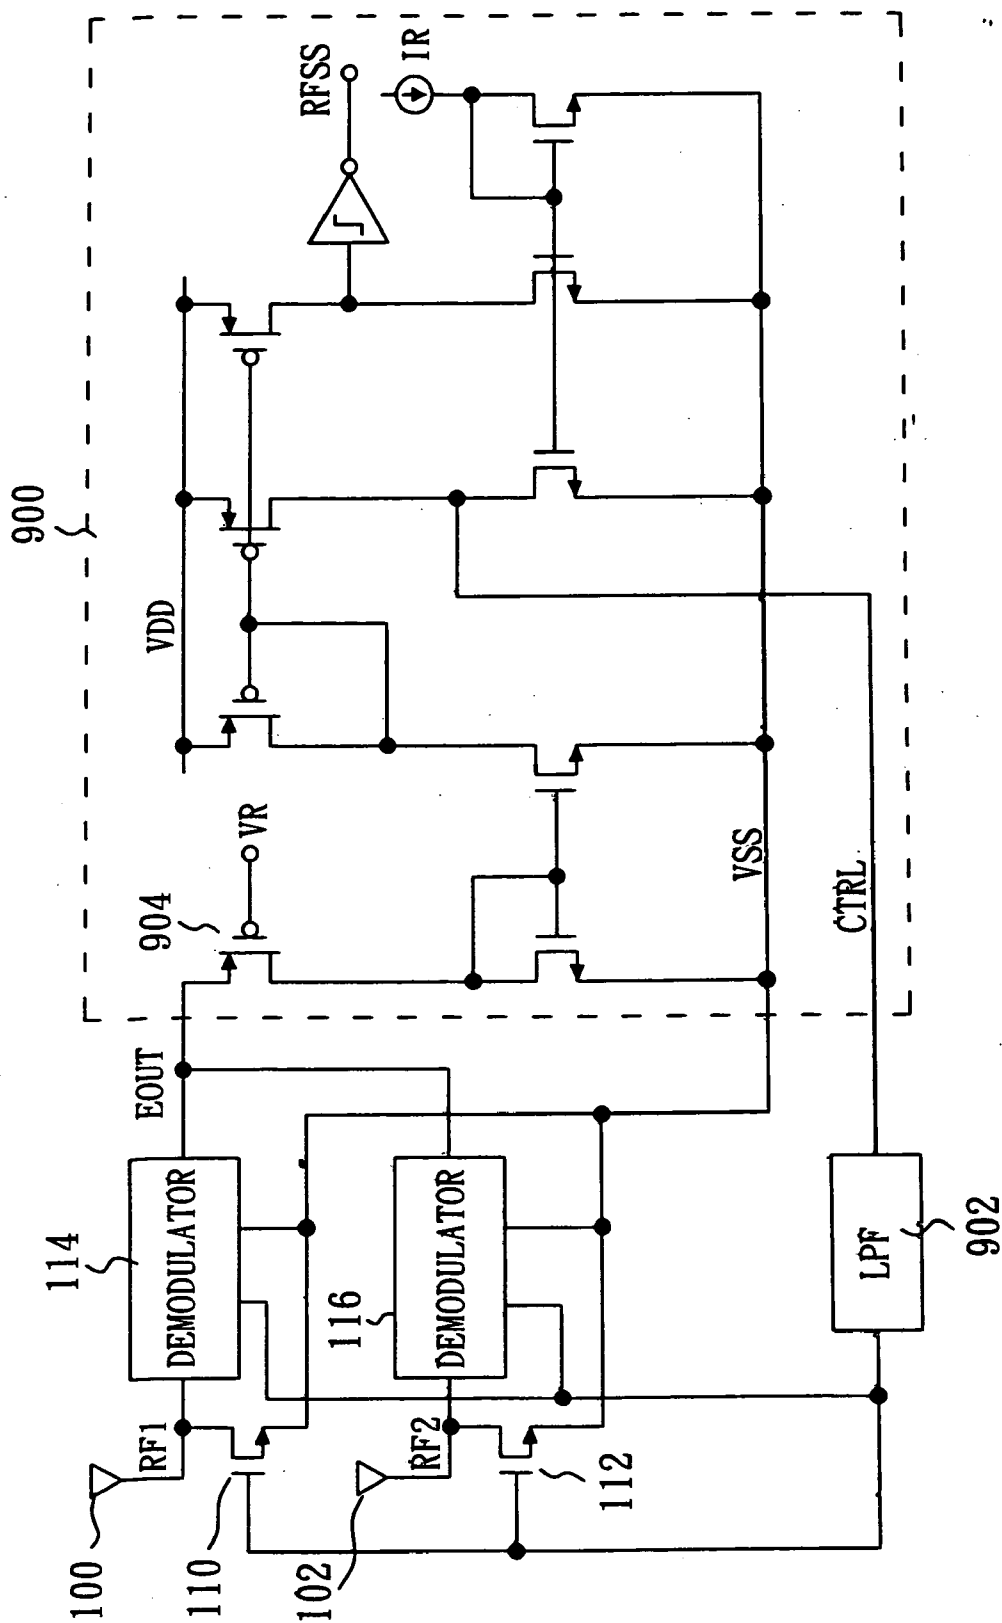 100
RF1
110
114
DEMODULATOR
EOUT
904
VR
VDD
900
RFSS
IR
102
RF2
112
116
DEMODULATOR
VSS
CTRL
LPF
902